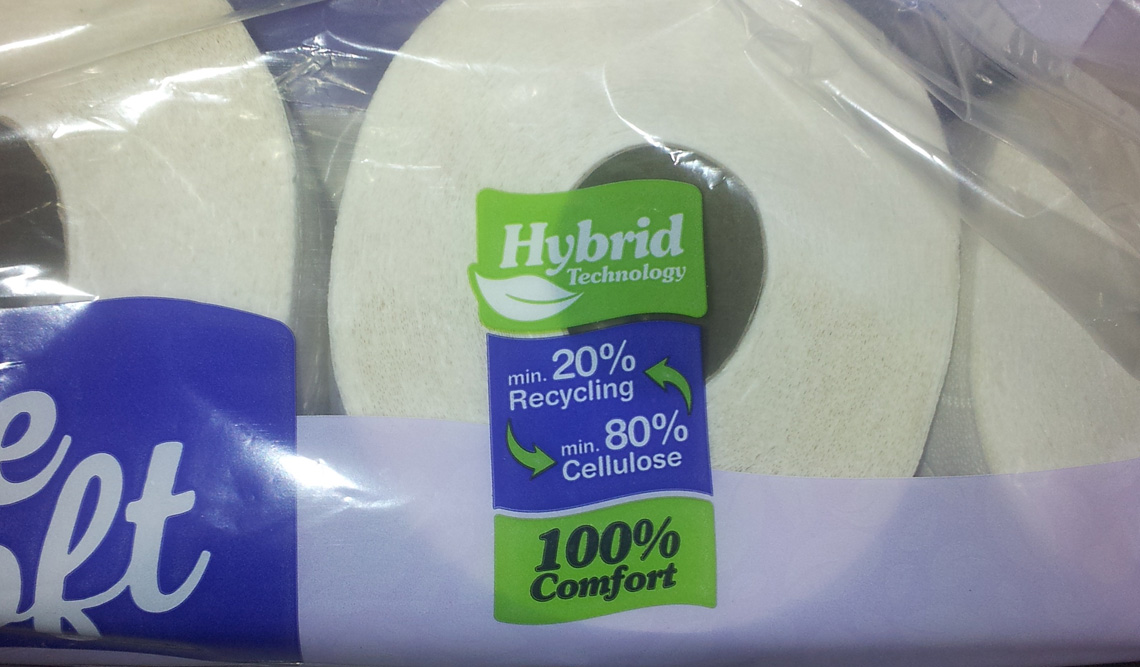 Hybrid
Technology
min. 20%
Recycling
min. 80%
Cellulose
100%
Comfort